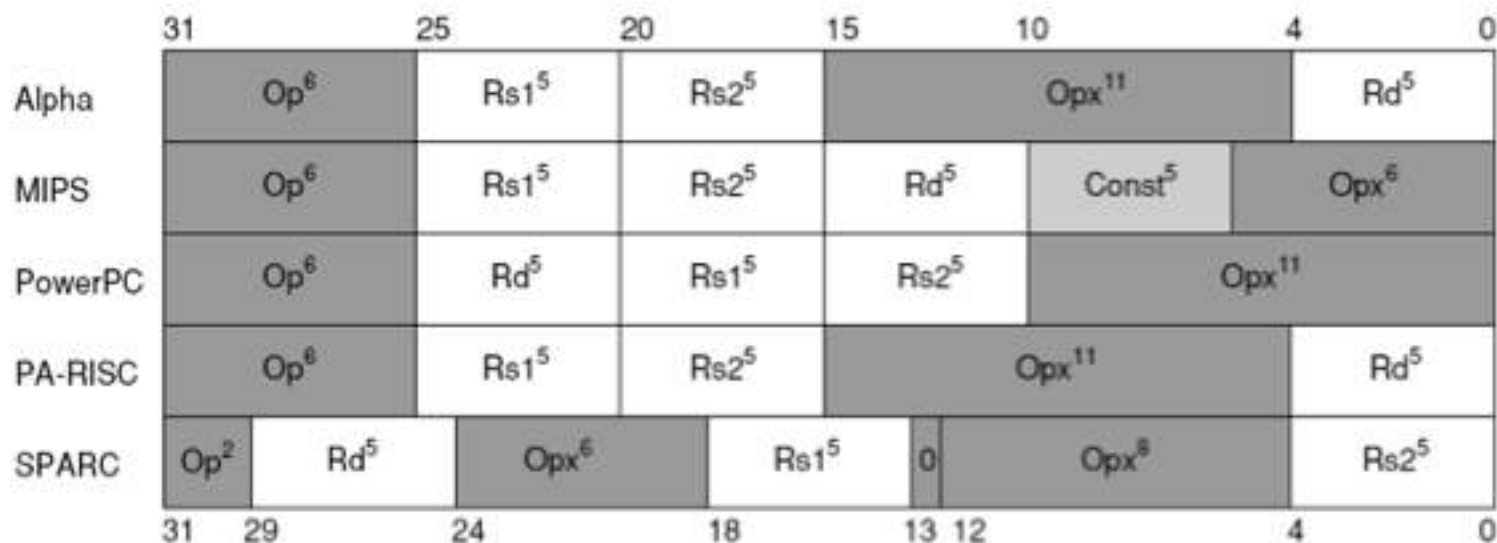 31 25 20 15 10 4 0
Alpha Op⁶ Rs1⁵ Rs2⁵ Opx¹¹ Rd⁵
MIPS Op⁶ Rs1⁵ Rs2⁵ Rd⁵ Const⁵ Opx⁶
PowerPC Op⁶ Rd⁵ Rs1⁵ Rs2⁵ Opx¹¹
PA-RISC Op⁶ Rs1⁵ Rs2⁵ Opx¹¹ Rd⁵
SPARC Op² Rd⁵ Opx⁶ Rs1⁵ 0 Opx⁸ Rs2⁵
31 29 24 18 13 12 4 0